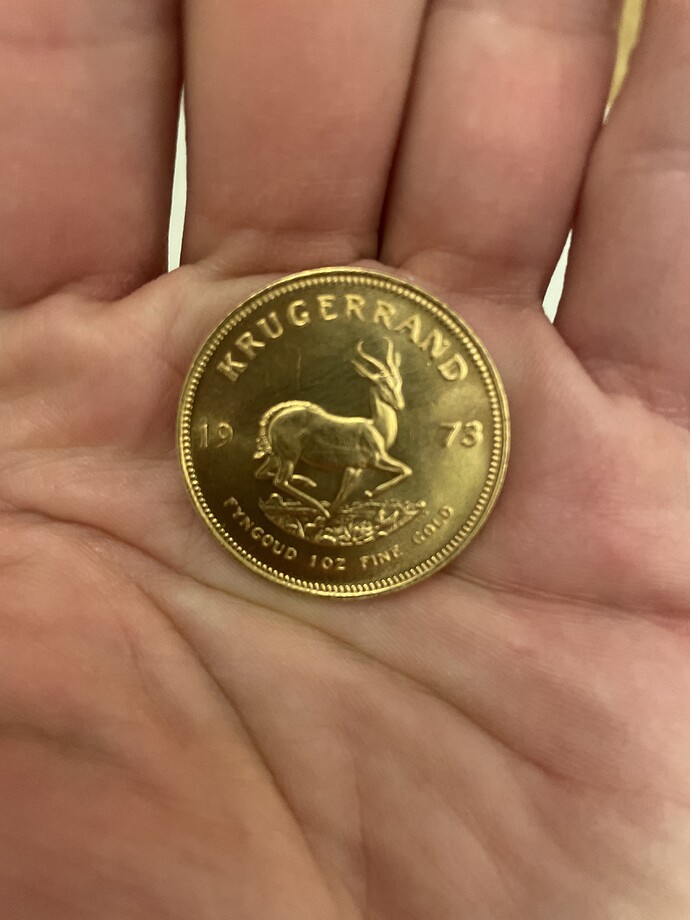 KRUGERRAND
19 73
FYNGOUD 1OZ FINE GOLD